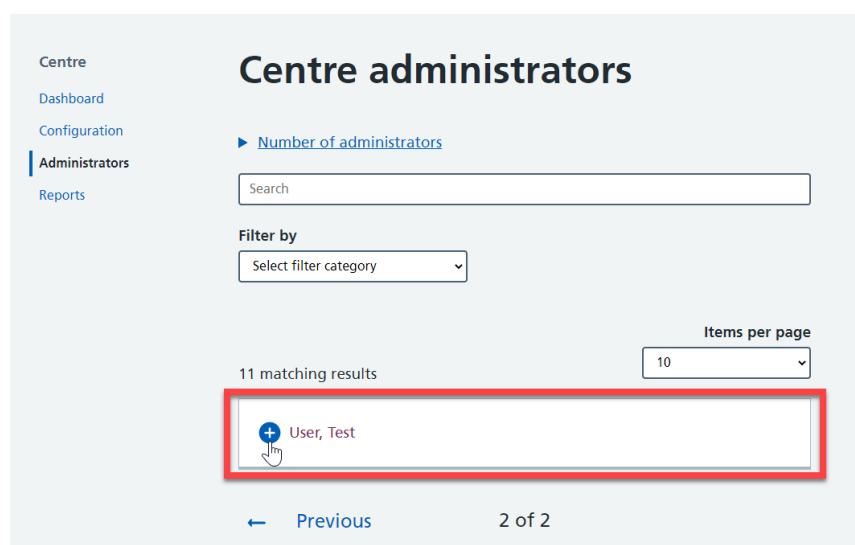 Centre
Dashboard
Configuration
Administrators
Reports
Centre administrators
Number of administrators
Search
Filter by
Select filter category
Items per page
10
11 matching results
User, Test
Previous
2 of 2